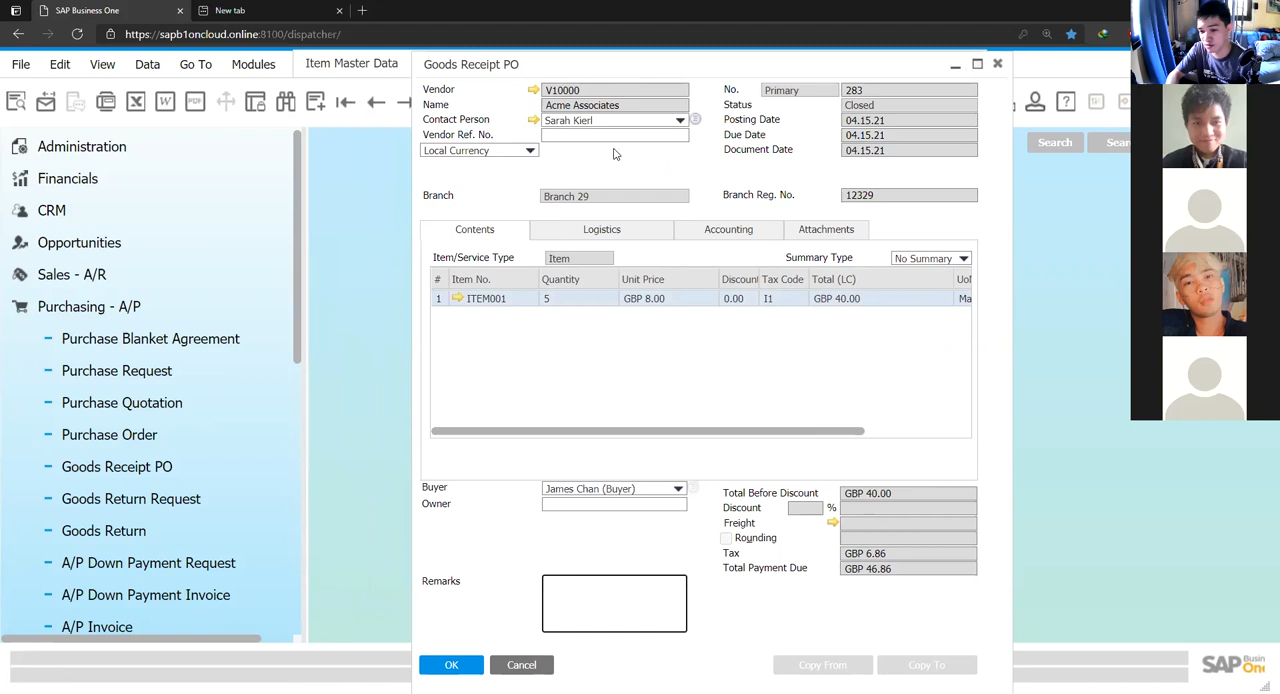 SAP Business One
New tab
https://sapb1oncloud.online:8100/dispatcher/
File Edit View Data Go To Modules Item Master Data
Goods Receipt PO
Vendor V10000 No. Primary 283
Name Acme Associates Status Closed
Contact Person Sarah Kierl Posting Date 04.15.21
Vendor Ref. No. Due Date 04.15.21
Local Currency Document Date 04.15.21
Search
Branch Branch 29 Branch Reg. No. 12329
Contents Logistics Accounting Attachments
Item/Service Type Item Summary Type No Summary
# Item No. Quantity Unit Price Discount Tax Code Total (LC)
1 ITEM001 5 GBP 8.00 0.00 I1 GBP 40.00
Administration
Financials
CRM
Opportunities
Sales - A/R
Purchasing - A/P
Purchase Blanket Agreement
Purchase Request
Purchase Quotation
Purchase Order
Goods Receipt PO
Goods Return Request
Goods Return
A/P Down Payment Request
A/P Down Payment Invoice
A/P Invoice
Buyer James Chan (Buyer) Total Before Discount GBP 40.00
Owner Discount %
Freight
Rounding
Tax GBP 6.86
Total Payment Due GBP 46.86
Remarks
OK Cancel Copy From Copy To
SAP Business One